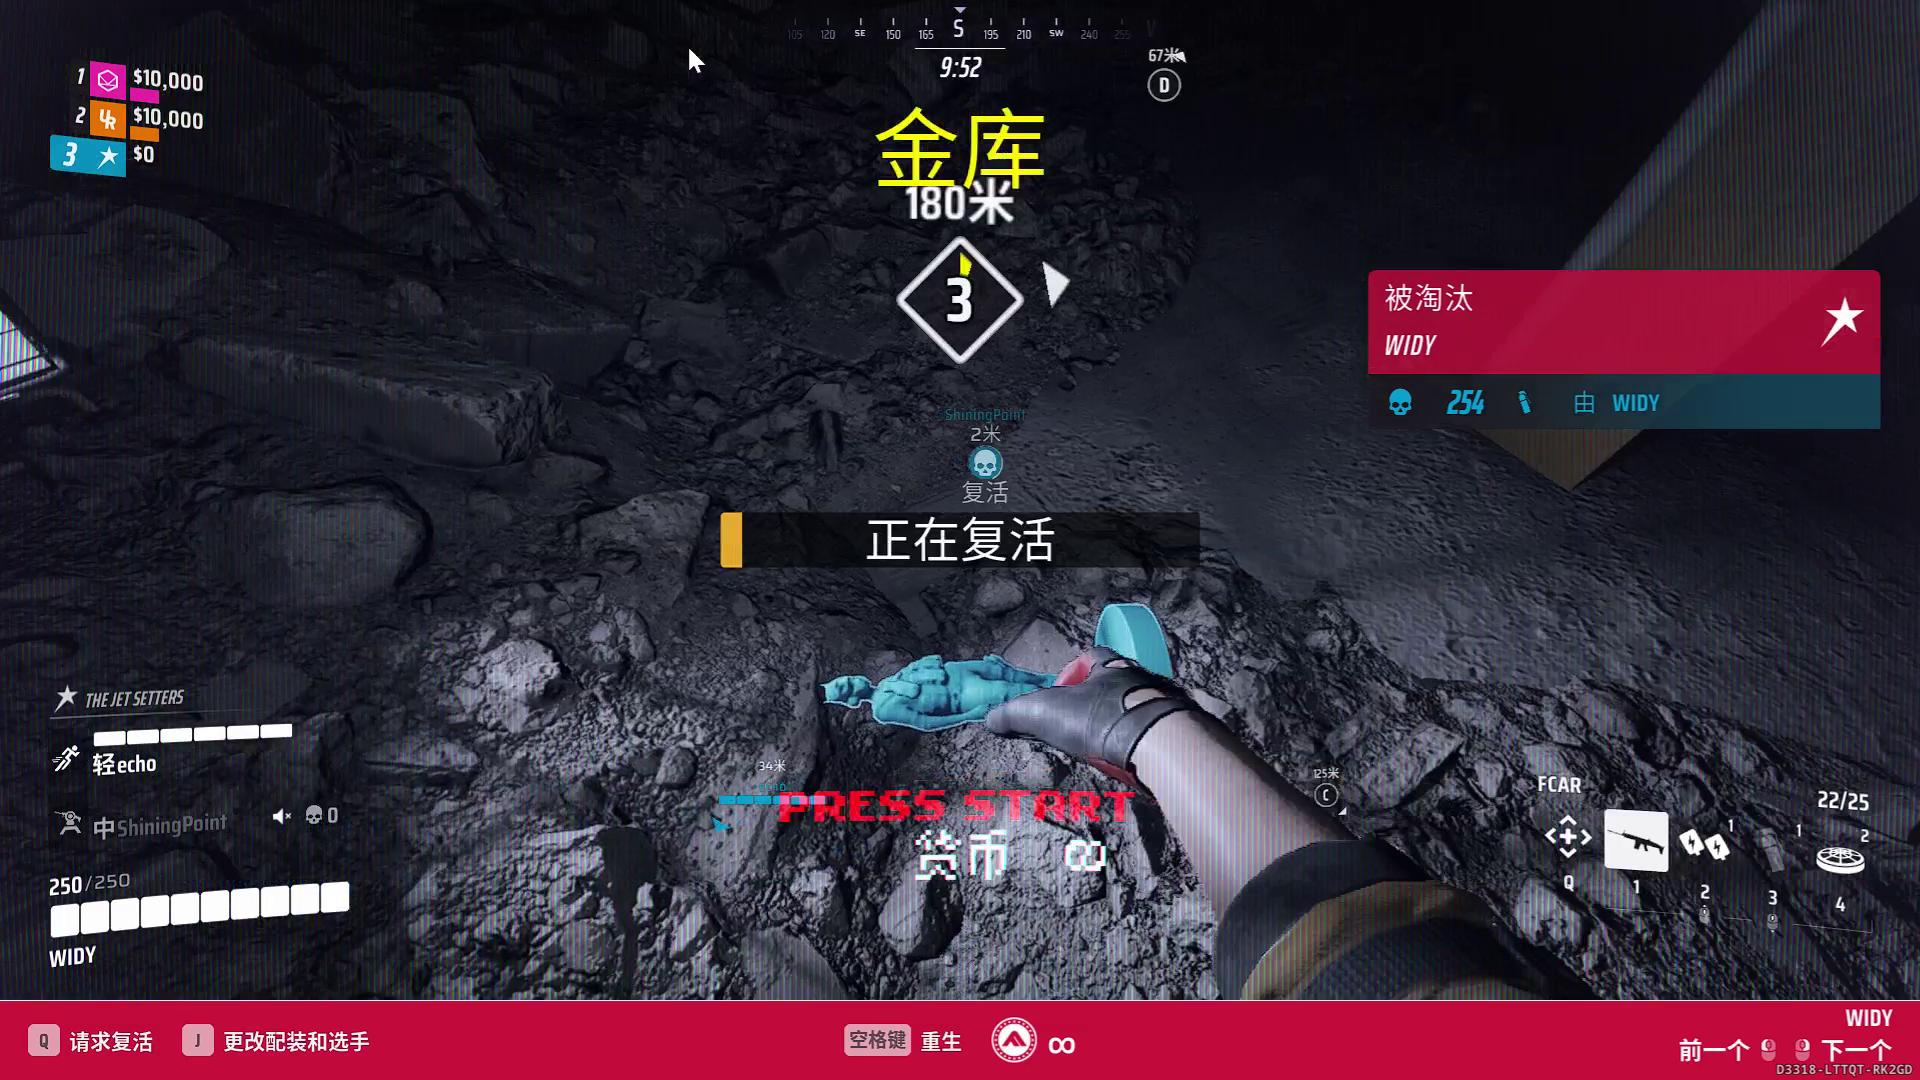 105 120 SE 150 165 S 195 210 SW 240 255 W
9:52
67米
D
1 $10,000
2 $10,000
3 $0
金库
180米
3
被淘汰
WIDY
254 由 WIDY
ShiningPoint
2米
复活
正在复活
THE JET SETTERS
轻echo
中ShiningPoint 0
250/250
WIDY
34米
PRESS START
货币 ∞
125米
C
FCAR
22/25
1 1 2
Q 1 2 3 4
Q 请求复活 J 更改配装和选手
空格键 重生 ∞
WIDY
前一个 下一个
D3318-LTTQT-RK2GD